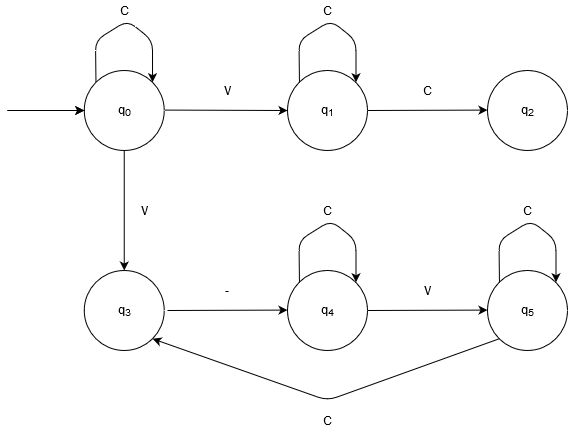 C C
V C
q₀ q₁ q₂
V
C C
- V
q₃ q₄ q₅
C